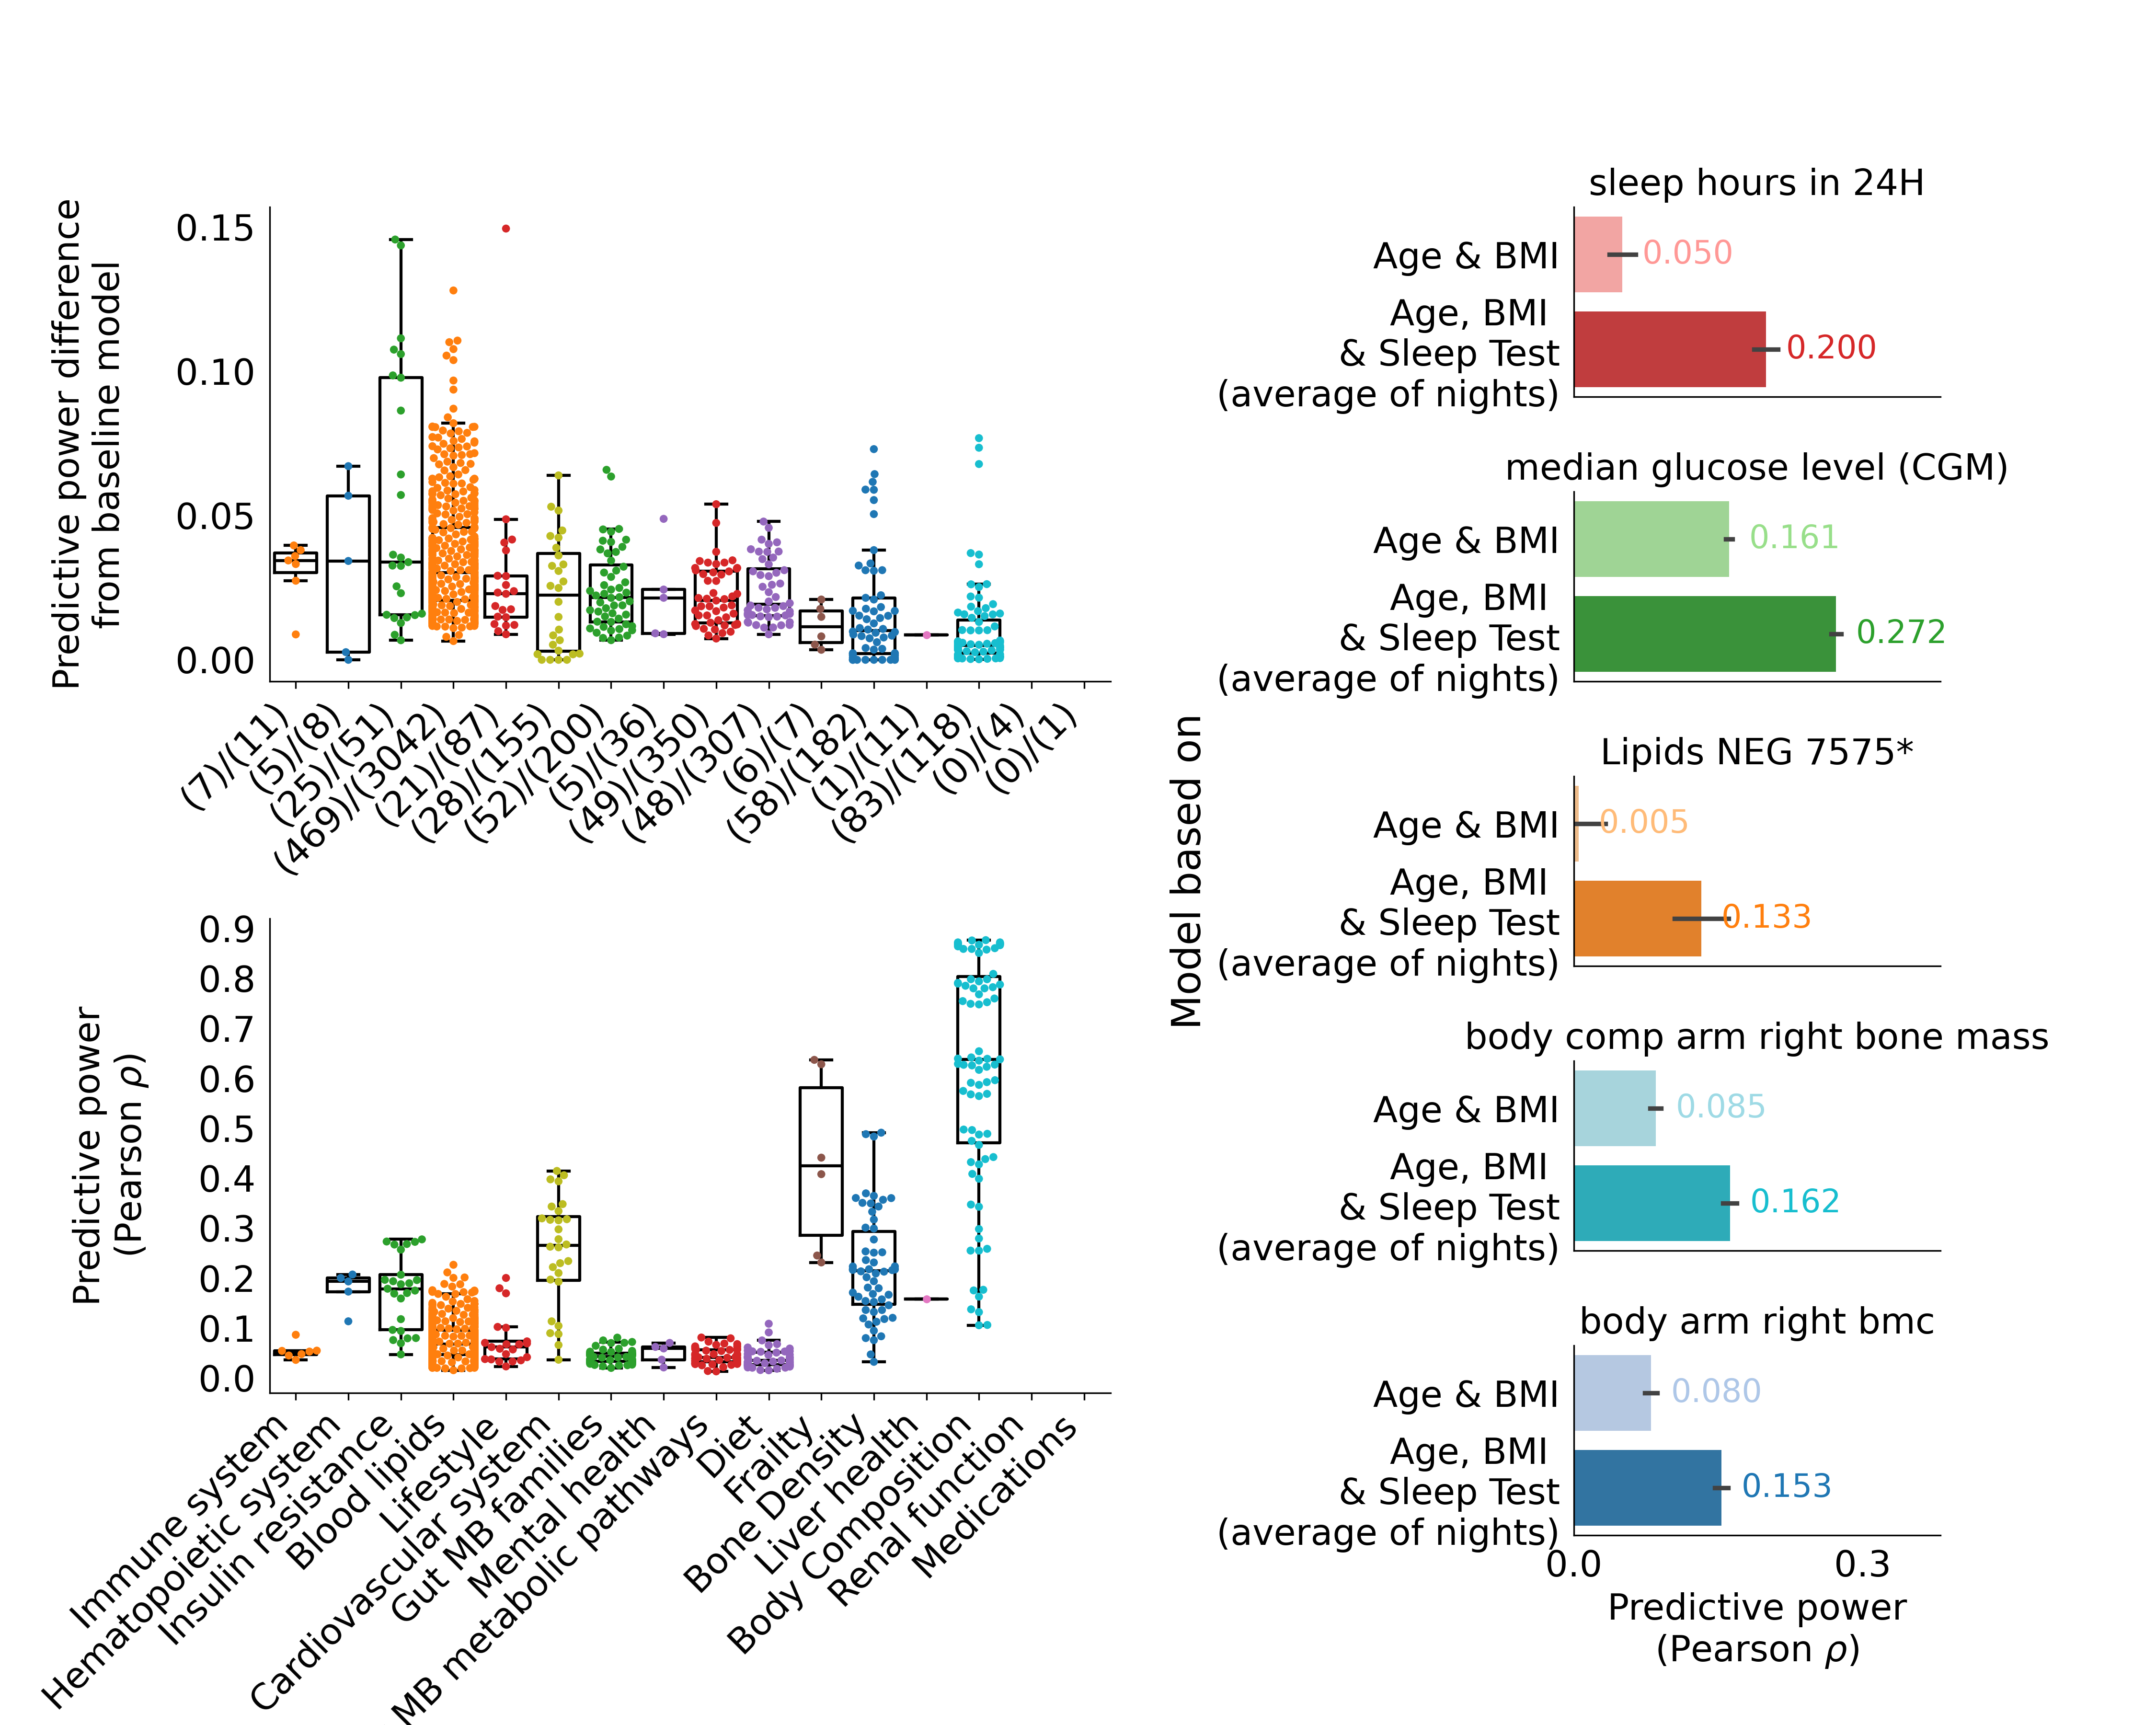 Predictive power difference
from baseline model
0.15
0.10
0.05
0.00
(7)/(11)
(5)/(8)
(25)/(51)
(469)/(3042)
(21)/(87)
(28)/(155)
(52)/(200)
(5)/(36)
(49)/(350)
(48)/(307)
(6)/(7)
(58)/(182)
(1)/(11)
(83)/(118)
(0)/(4)
(0)/(1)
Predictive power
(Pearson ρ)
0.9
0.8
0.7
0.6
0.5
0.4
0.3
0.2
0.1
0.0
Immune system
Hematopoietic system
Insulin resistance
Blood lipids
Lifestyle
Cardiovascular system
Gut MB families
Mental health
MB metabolic pathways
Diet
Frailty
Bone Density
Liver health
Body Composition
Renal function
Medications
Model based on
sleep hours in 24H
Age & BMI
0.050
Age, BMI
& Sleep Test
(average of nights)
0.200
median glucose level (CGM)
Age & BMI
0.161
Age, BMI
& Sleep Test
(average of nights)
0.272
Lipids NEG 7575*
Age & BMI
0.005
Age, BMI
& Sleep Test
(average of nights)
0.133
body comp arm right bone mass
Age & BMI
0.085
Age, BMI
& Sleep Test
(average of nights)
0.162
body arm right bmc
Age & BMI
0.080
Age, BMI
& Sleep Test
(average of nights)
0.153
0.0
0.3
Predictive power
(Pearson ρ)